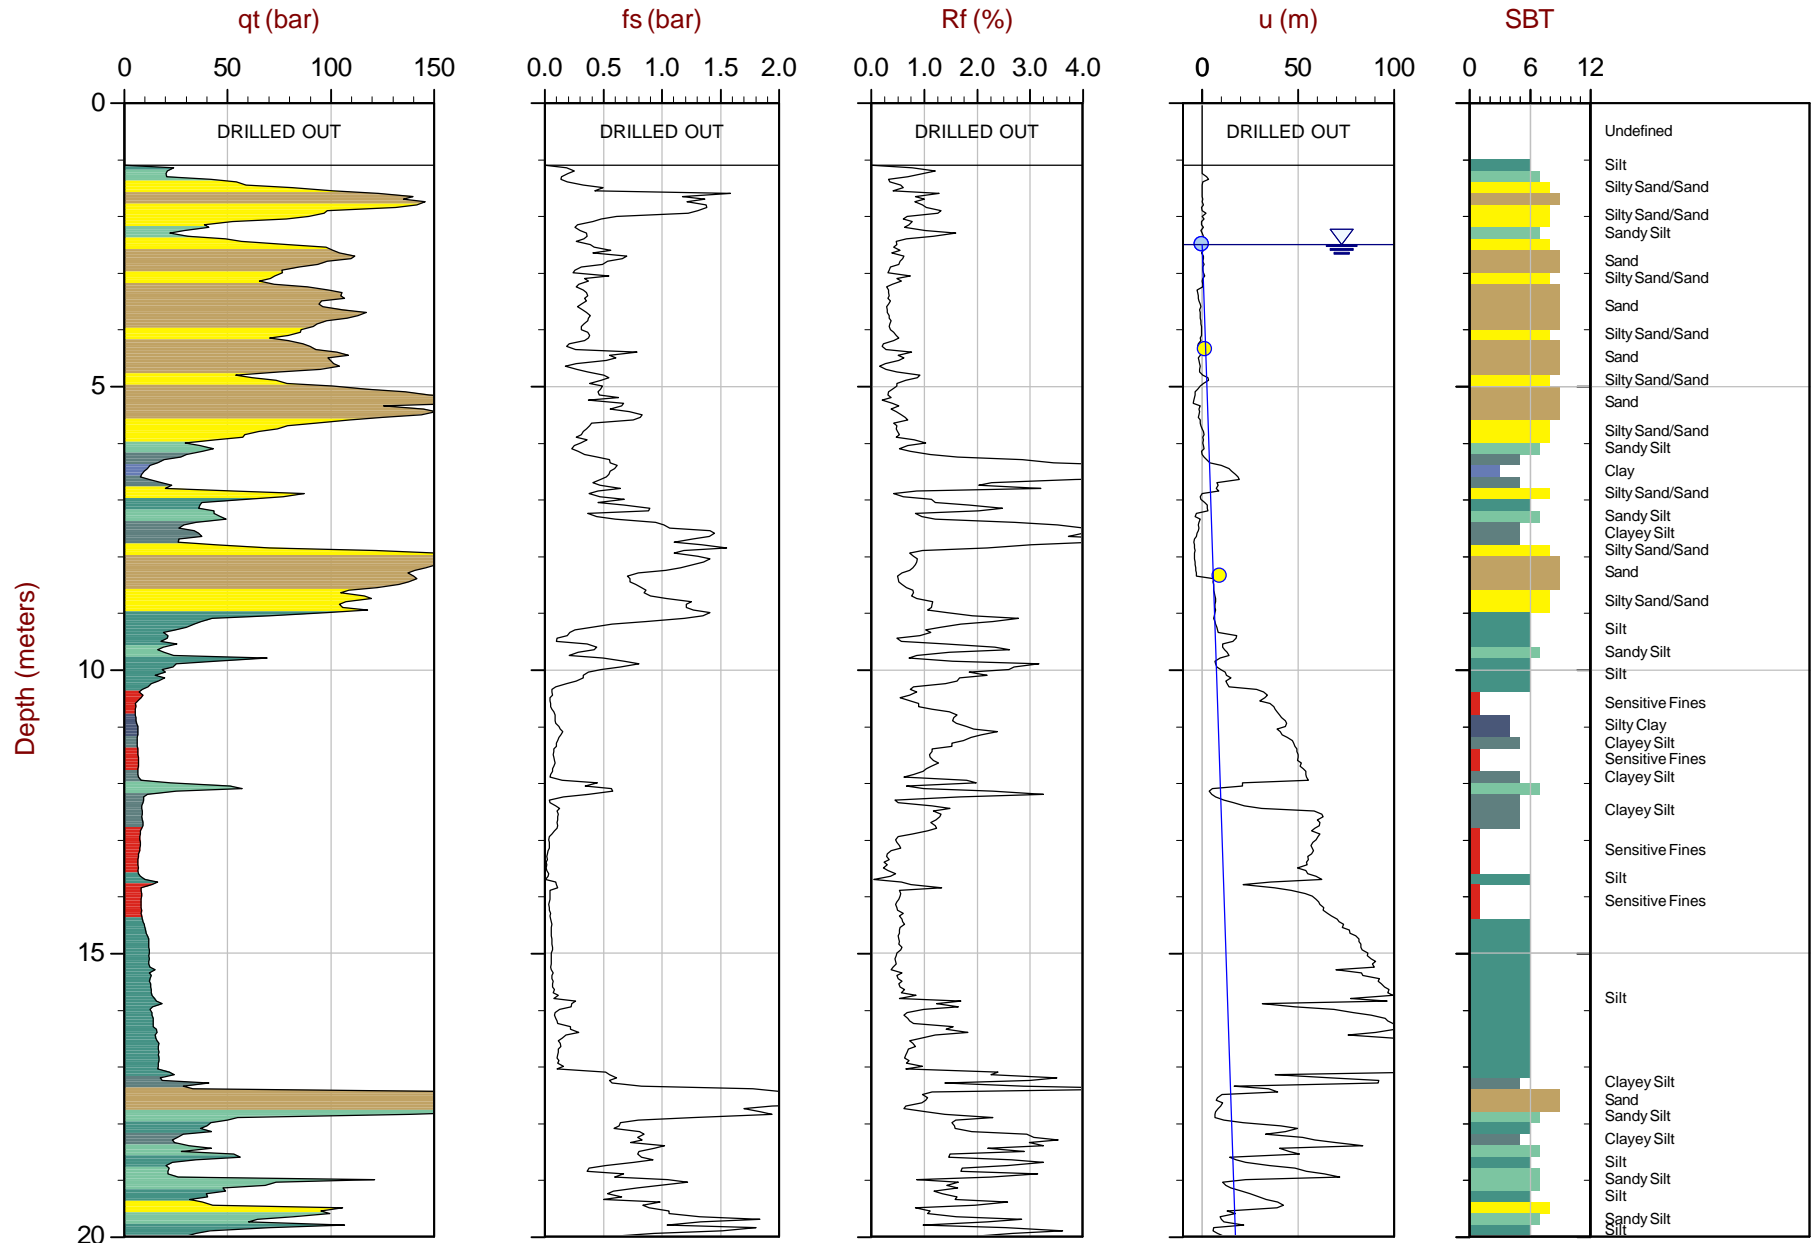 qt (bar) fs (bar) Rf (%) u (m) SBT
0 50 100 150 0.0 0.5 1.0 1.5 2.0 0.0 1.0 2.0 3.0 4.0 0 50 100 0 6 12
0
DRILLED OUT DRILLED OUT DRILLED OUT DRILLED OUT Undefined
Silt
Silty Sand/Sand
Silty Sand/Sand
Sandy Silt
Sand
Silty Sand/Sand
Sand
Silty Sand/Sand
Sand
Silty Sand/Sand
5
Sand
Silty Sand/Sand
Sandy Silt
Clay
Silty Sand/Sand
Sandy Silt
Clayey Silt
Silty Sand/Sand
Sand
Silty Sand/Sand
Silt
Depth (meters)
Sandy Silt
10
Silt
Sensitive Fines
Silty Clay
Clayey Silt
Sensitive Fines
Clayey Silt
Clayey Silt
Sensitive Fines
Silt
Sensitive Fines
15
Silt
Clayey Silt
Sand
Sandy Silt
Clayey Silt
Silt
Sandy Silt
Silt
Sandy Silt
Silt
20